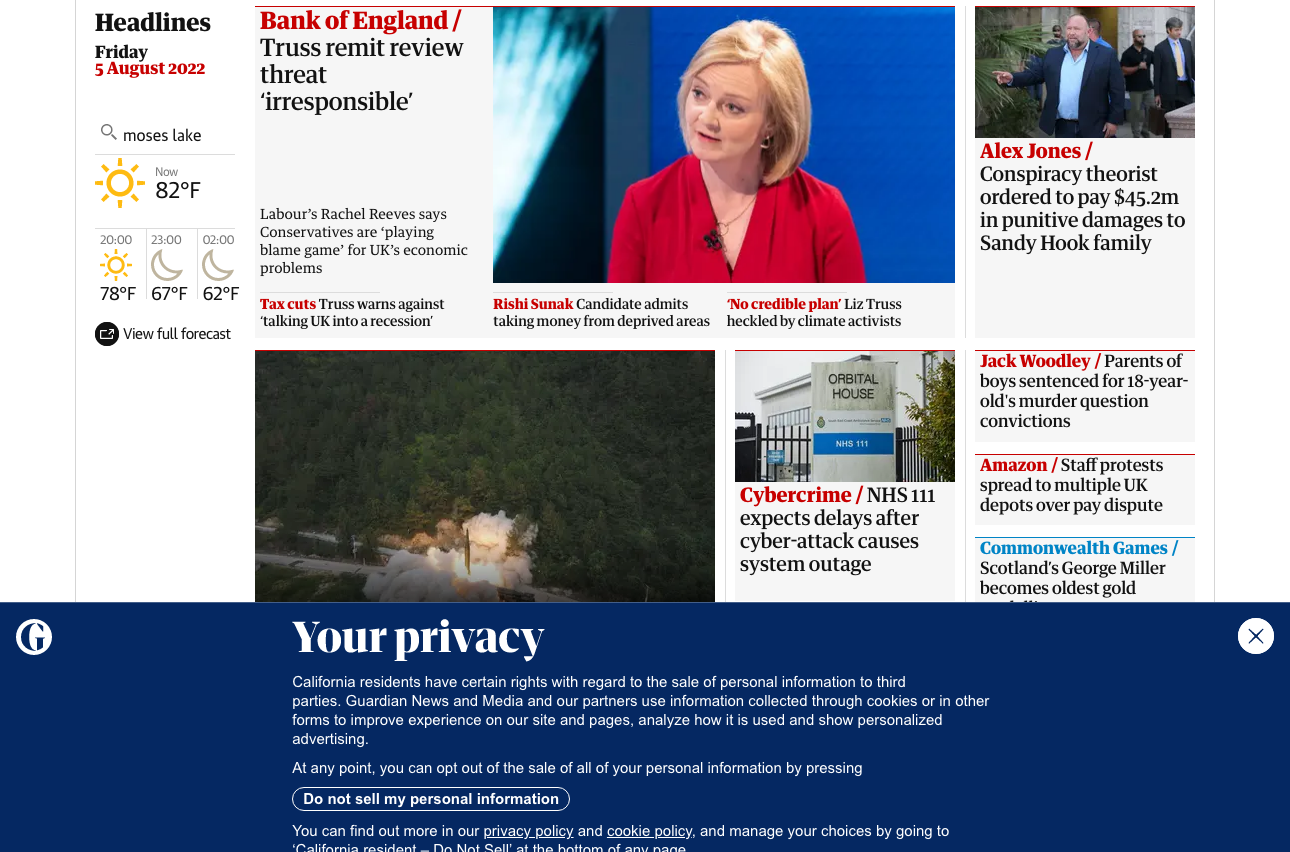 Headlines
Friday
5 August 2022
moses lake
Now
82°F
20:00
23:00
02:00
78°F
67°F
62°F
View full forecast
Bank of England /
Truss remit review
threat
‘irresponsible’
Labour’s Rachel Reeves says
Conservatives are ‘playing
blame game’ for UK’s economic
problems
Tax cuts Truss warns against
‘talking UK into a recession’
Rishi Sunak Candidate admits
taking money from deprived areas
‘No credible plan’ Liz Truss
heckled by climate activists
Alex Jones /
Conspiracy theorist
ordered to pay $45.2m
in punitive damages to
Sandy Hook family
ORBITAL
HOUSE
NHS 111
Cybercrime / NHS 111
expects delays after
cyber-attack causes
system outage
Jack Woodley / Parents of
boys sentenced for 18-year-
old's murder question
convictions
Amazon / Staff protests
spread to multiple UK
depots over pay dispute
Commonwealth Games /
Scotland’s George Miller
becomes oldest gold
Your privacy
California residents have certain rights with regard to the sale of personal information to third
parties. Guardian News and Media and our partners use information collected through cookies or in other
forms to improve experience on our site and pages, analyze how it is used and show personalized
advertising.
At any point, you can opt out of the sale of all of your personal information by pressing
Do not sell my personal information
You can find out more in our privacy policy and cookie policy, and manage your choices by going to
‘California resident – Do Not Sell’ at the bottom of any page.